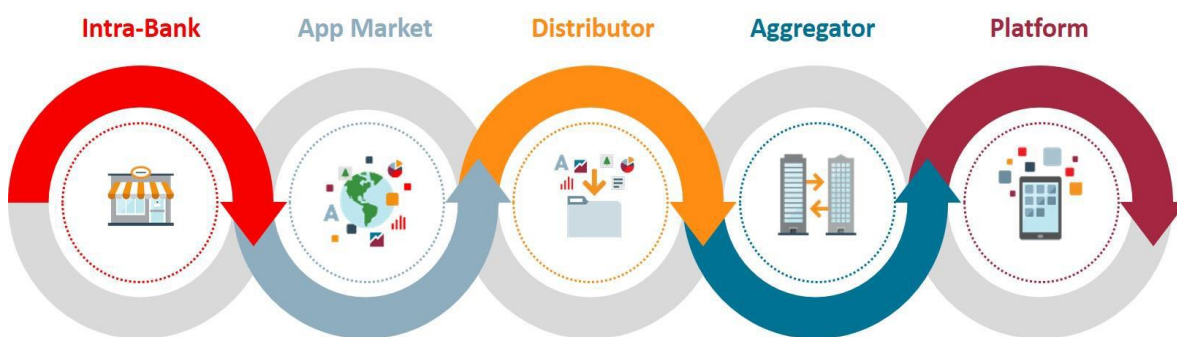 Intra-Bank
App Market
Distributor
Aggregator
Platform
A
A